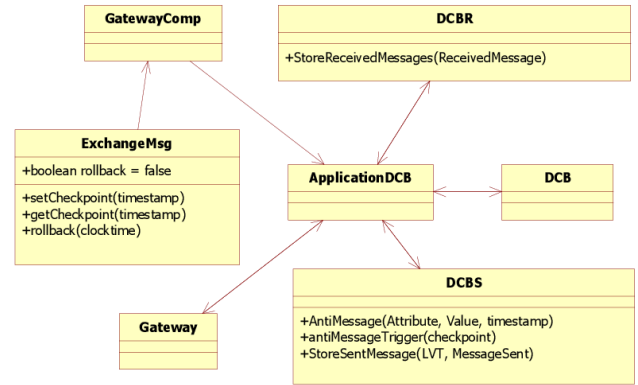 GatewayComp
DCBR
+StoreReceivedMessages(ReceivedMessage)
ExchangeMsg
+boolean rollback = false
+setCheckpoint(timestamp)
+getCheckpoint(timestamp)
+rollback(clocktime)
ApplicationDCB
DCB
Gateway
DCBS
+AntiMessage(Attribute, Value, timestamp)
+antiMessageTrigger(checkpoint)
+StoreSentMessage(LVT, MessageSent)